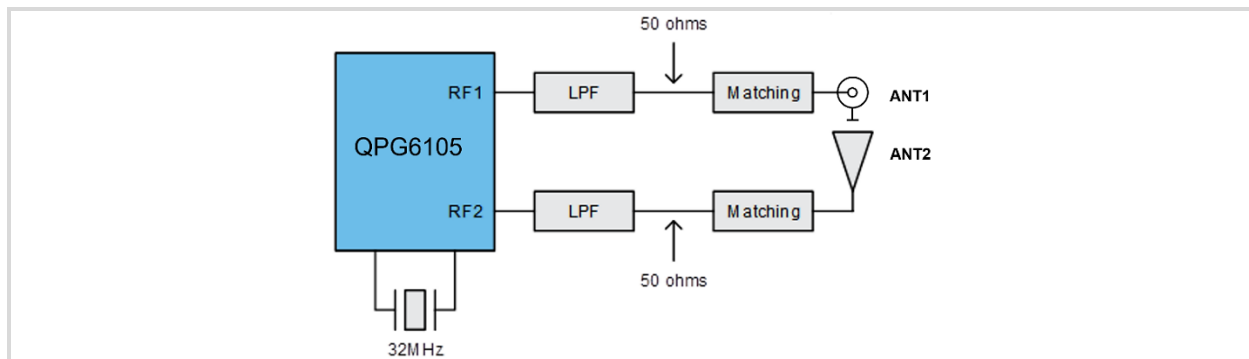 50 ohms
RF1
LPF
Matching
ANT1
QPG6105
ANT2
RF2
LPF
Matching
50 ohms
32MHz